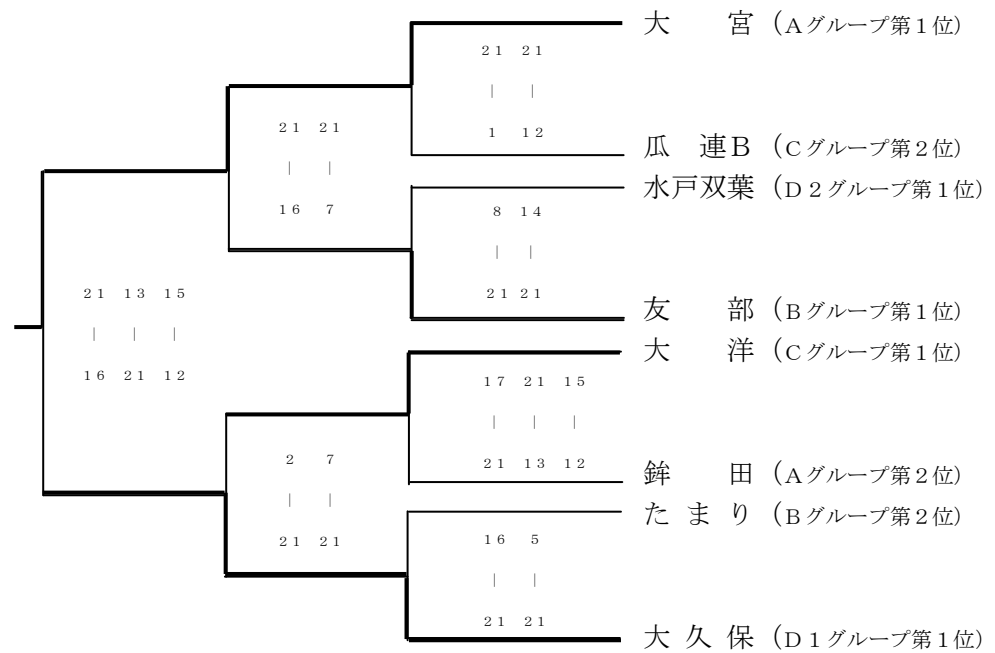 大　　宮（Aグループ第１位）
２１　２１
｜　｜
１　１２
２１　２１
｜　｜
１６　７
瓜　連Ｂ（Cグループ第２位）
水戸双葉（D２グループ第１位）
８　１４
｜　｜
２１　２１
２１　１３　１５
｜　｜　｜
１６　２１　１２
友　　部（Bグループ第１位）
大　　洋（Cグループ第１位）
１７　２１　１５
｜　｜　｜
２１　１３　１２
２　７
｜　｜
２１　２１
鉾　　田（Aグループ第２位）
た ま り（Bグループ第２位）
１６　５
｜　｜
２１　２１
大 久 保（D１グループ第１位）